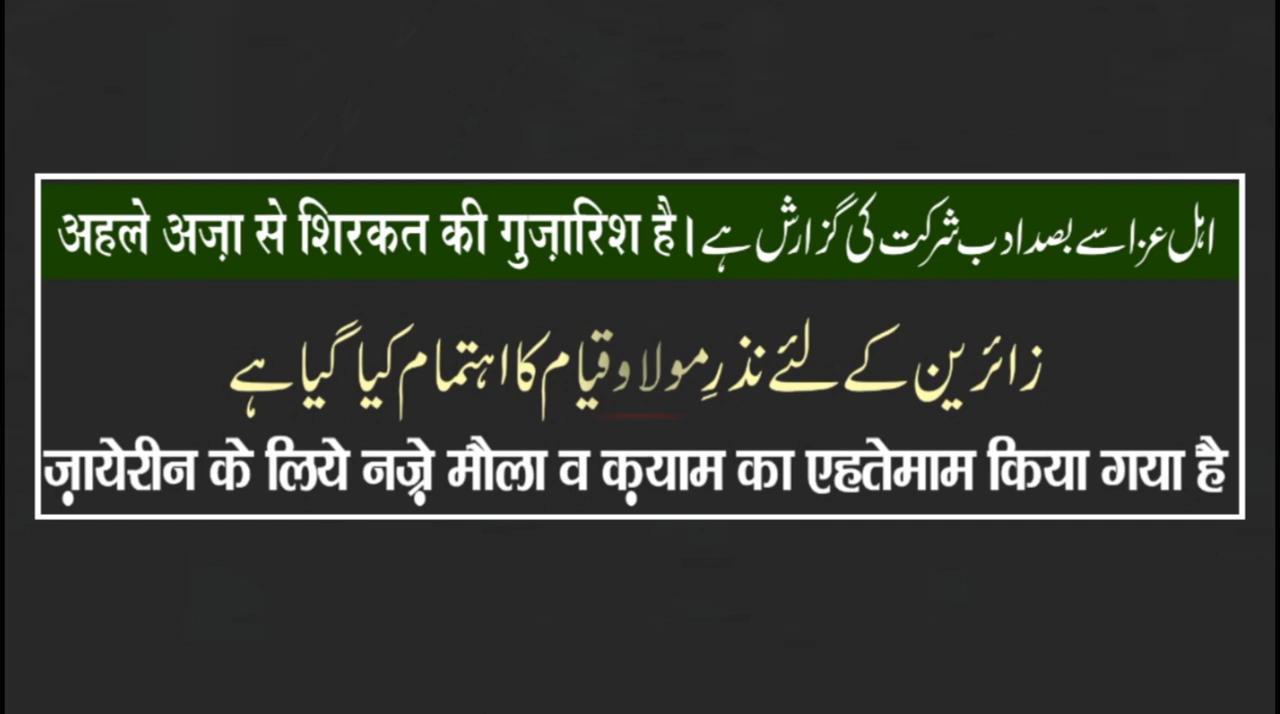 अहले अज़ा से शिरकत की गुज़ारिश है। اہل عزا سے بصد ادب شرکت کی گزارش ہے
زائرین کے لئے نذرِ مولا و قیام کا اہتمام کیا گیا ہے
ज़ायेरीन के लिये नज़्रे मौला व क़याम का एहतेमाम किया गया है